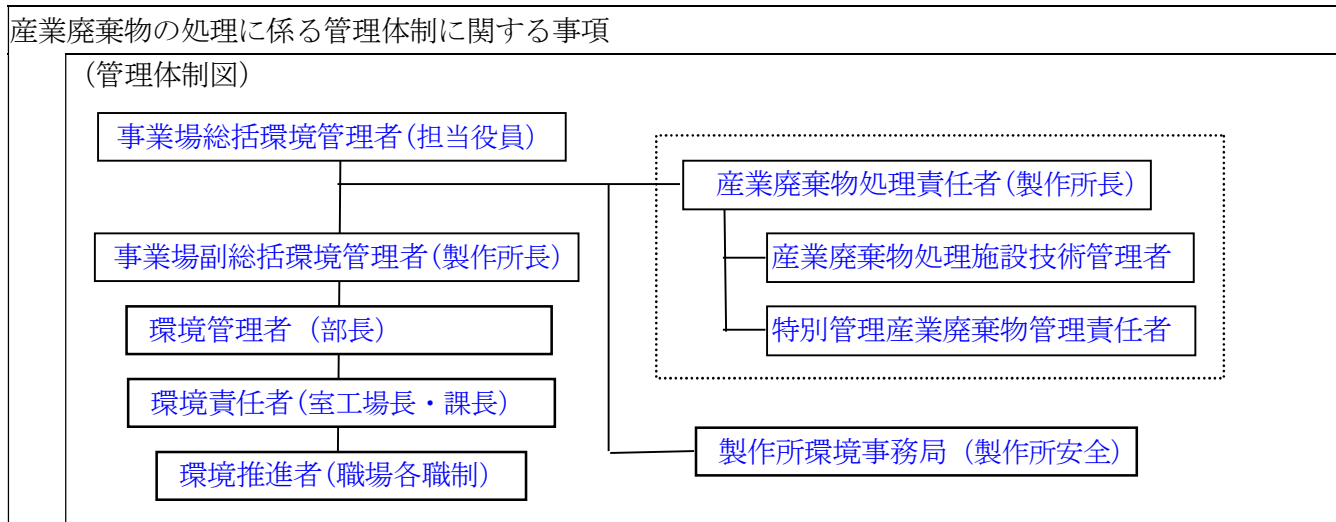 産業廃棄物の処理に係る管理体制に関する事項
（管理体制図）
事業場総括環境管理者（担当役員）
産業廃棄物処理責任者（製作所長）
事業場副総括環境管理者（製作所長）
産業廃棄物処理施設技術管理者
環境管理者（部長）
特別管理産業廃棄物管理責任者
環境責任者（室工場長・課長）
製作所環境事務局（製作所安全）
環境推進者（職場各職制）